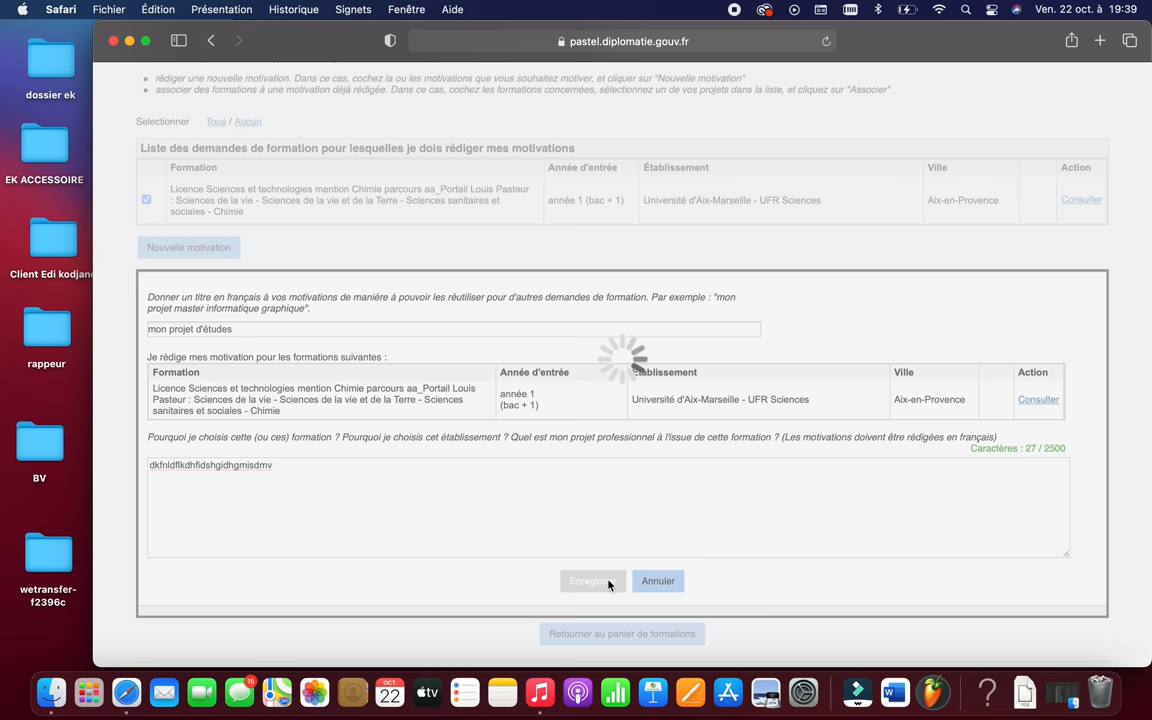 Safari Fichier Édition Présentation Historique Signets Fenêtre Aide Ven. 22 oct. à 19:39
pastel.diplomatie.gouv.fr
dossier ek
EK ACCESSOIRE
Client Edi kodjane
rappeur
BV
wetransfer-
f2396c
rédiger une nouvelle motivation. Dans ce cas, cochez la ou les motivations que vous souhaitez motiver, et cliquer sur "Nouvelle motivation"
associer des formations à une motivation déjà rédigée. Dans ce cas, cochez les formations concernées, sélectionnez un de vos projets dans la liste, et cliquez sur "Associer"
Selectionner Tous / Aucun
Liste des demandes de formation pour lesquelles je dois rédiger mes motivations
Formation Année d'entrée Établissement Ville Action
Licence Sciences et technologies mention Chimie parcours aa_Portail Louis Pasteur
: Sciences de la vie - Sciences de la vie et de la Terre - Sciences sanitaires et
sociales - Chimie
année 1 (bac + 1) Université d'Aix-Marseille - UFR Sciences Aix-en-Provence Consulter
Nouvelle motivation
Donner un titre en français à vos motivations de manière à pouvoir les réutiliser pour d'autres demandes de formation. Par exemple : "mon
projet master informatique graphique".
mon projet d'études
Je rédige mes motivation pour les formations suivantes :
Formation Année d'entrée Établissement Ville Action
Licence Sciences et technologies mention Chimie parcours aa_Portail Louis
Pasteur : Sciences de la vie - Sciences de la vie et de la Terre - Sciences
sanitaires et sociales - Chimie
année 1
(bac + 1)
Université d'Aix-Marseille - UFR Sciences Aix-en-Provence Consulter
Pourquoi je choisis cette (ou ces) formation ? Pourquoi je choisis cet établissement ? Quel est mon projet professionnel à l'issue de cette formation ? (Les motivations doivent être rédigées en français)
Caractères : 27 / 2500
dkfnldflkdhfidshgidhgmisdmv
Enregistrer Annuler
Retourner au panier de formations
15
OCT.
22
tv
W